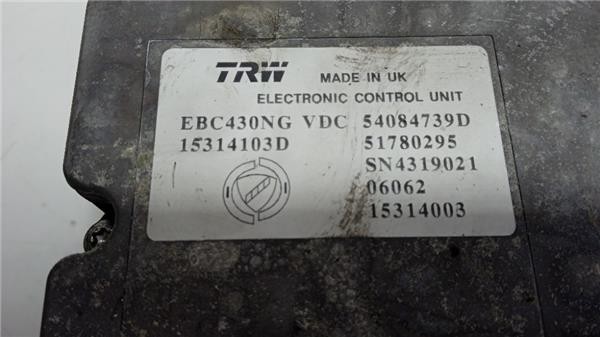 TRW MADE IN UK
ELECTRONIC CONTROL UNIT
EBC430NG VDC 54084739D
15314103D 51780295
SN4319021
06062
15314003